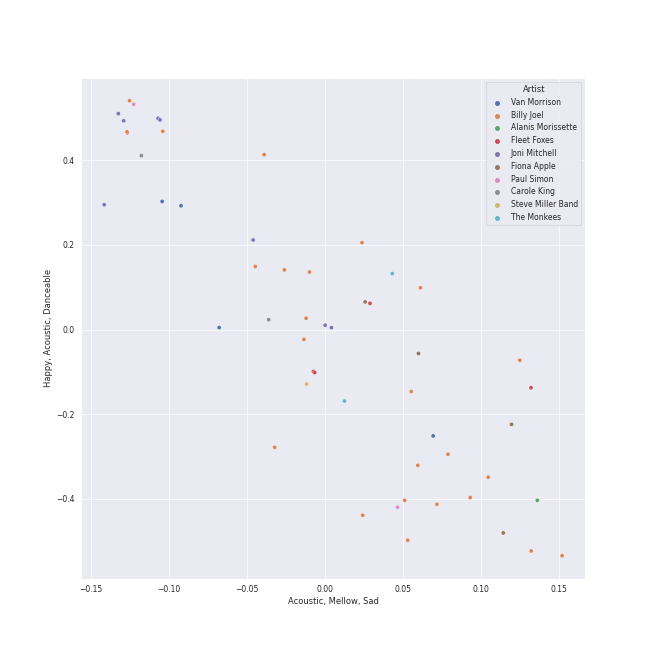 Artist
Van Morrison
Billy Joel
Alanis Morissette
Fleet Foxes
Joni Mitchell
Fiona Apple
Paul Simon
Carole King
Steve Miller Band
The Monkees
0.4
0.2
0.0
−0.2
−0.4
Happy, Acoustic, Danceable
−0.15 −0.10 −0.05 0.00 0.05 0.10 0.15
Acoustic, Mellow, Sad